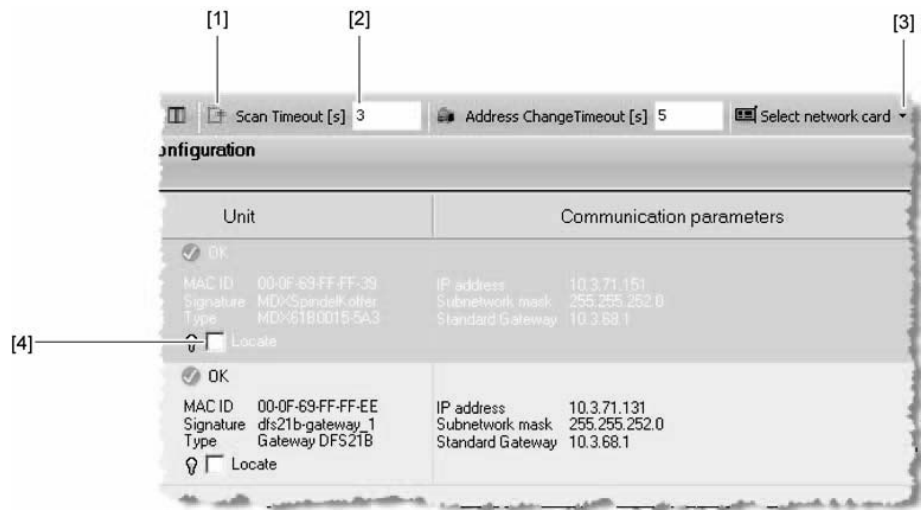 [1] [2] [3]
Scan Timeout [s] 3 Address ChangeTimeout [s] 5 Select network card
onfiguration
Unit Communication parameters
OK
MAC ID 00-0F-69-FF-FF-39 IP address 10.3.71.151
Signature MDXSpindelKoffer Subnetwork mask 255.255.252.0
Type MDX61B0015-5A3 Standard Gateway 10.3.68.1
[4] Locate
OK
MAC ID 00-0F-69-FF-FF-EE IP address 10.3.71.131
Signature dfs21b-gateway_1 Subnetwork mask 255.255.252.0
Type Gateway DFS21B Standard Gateway 10.3.68.1
Locate